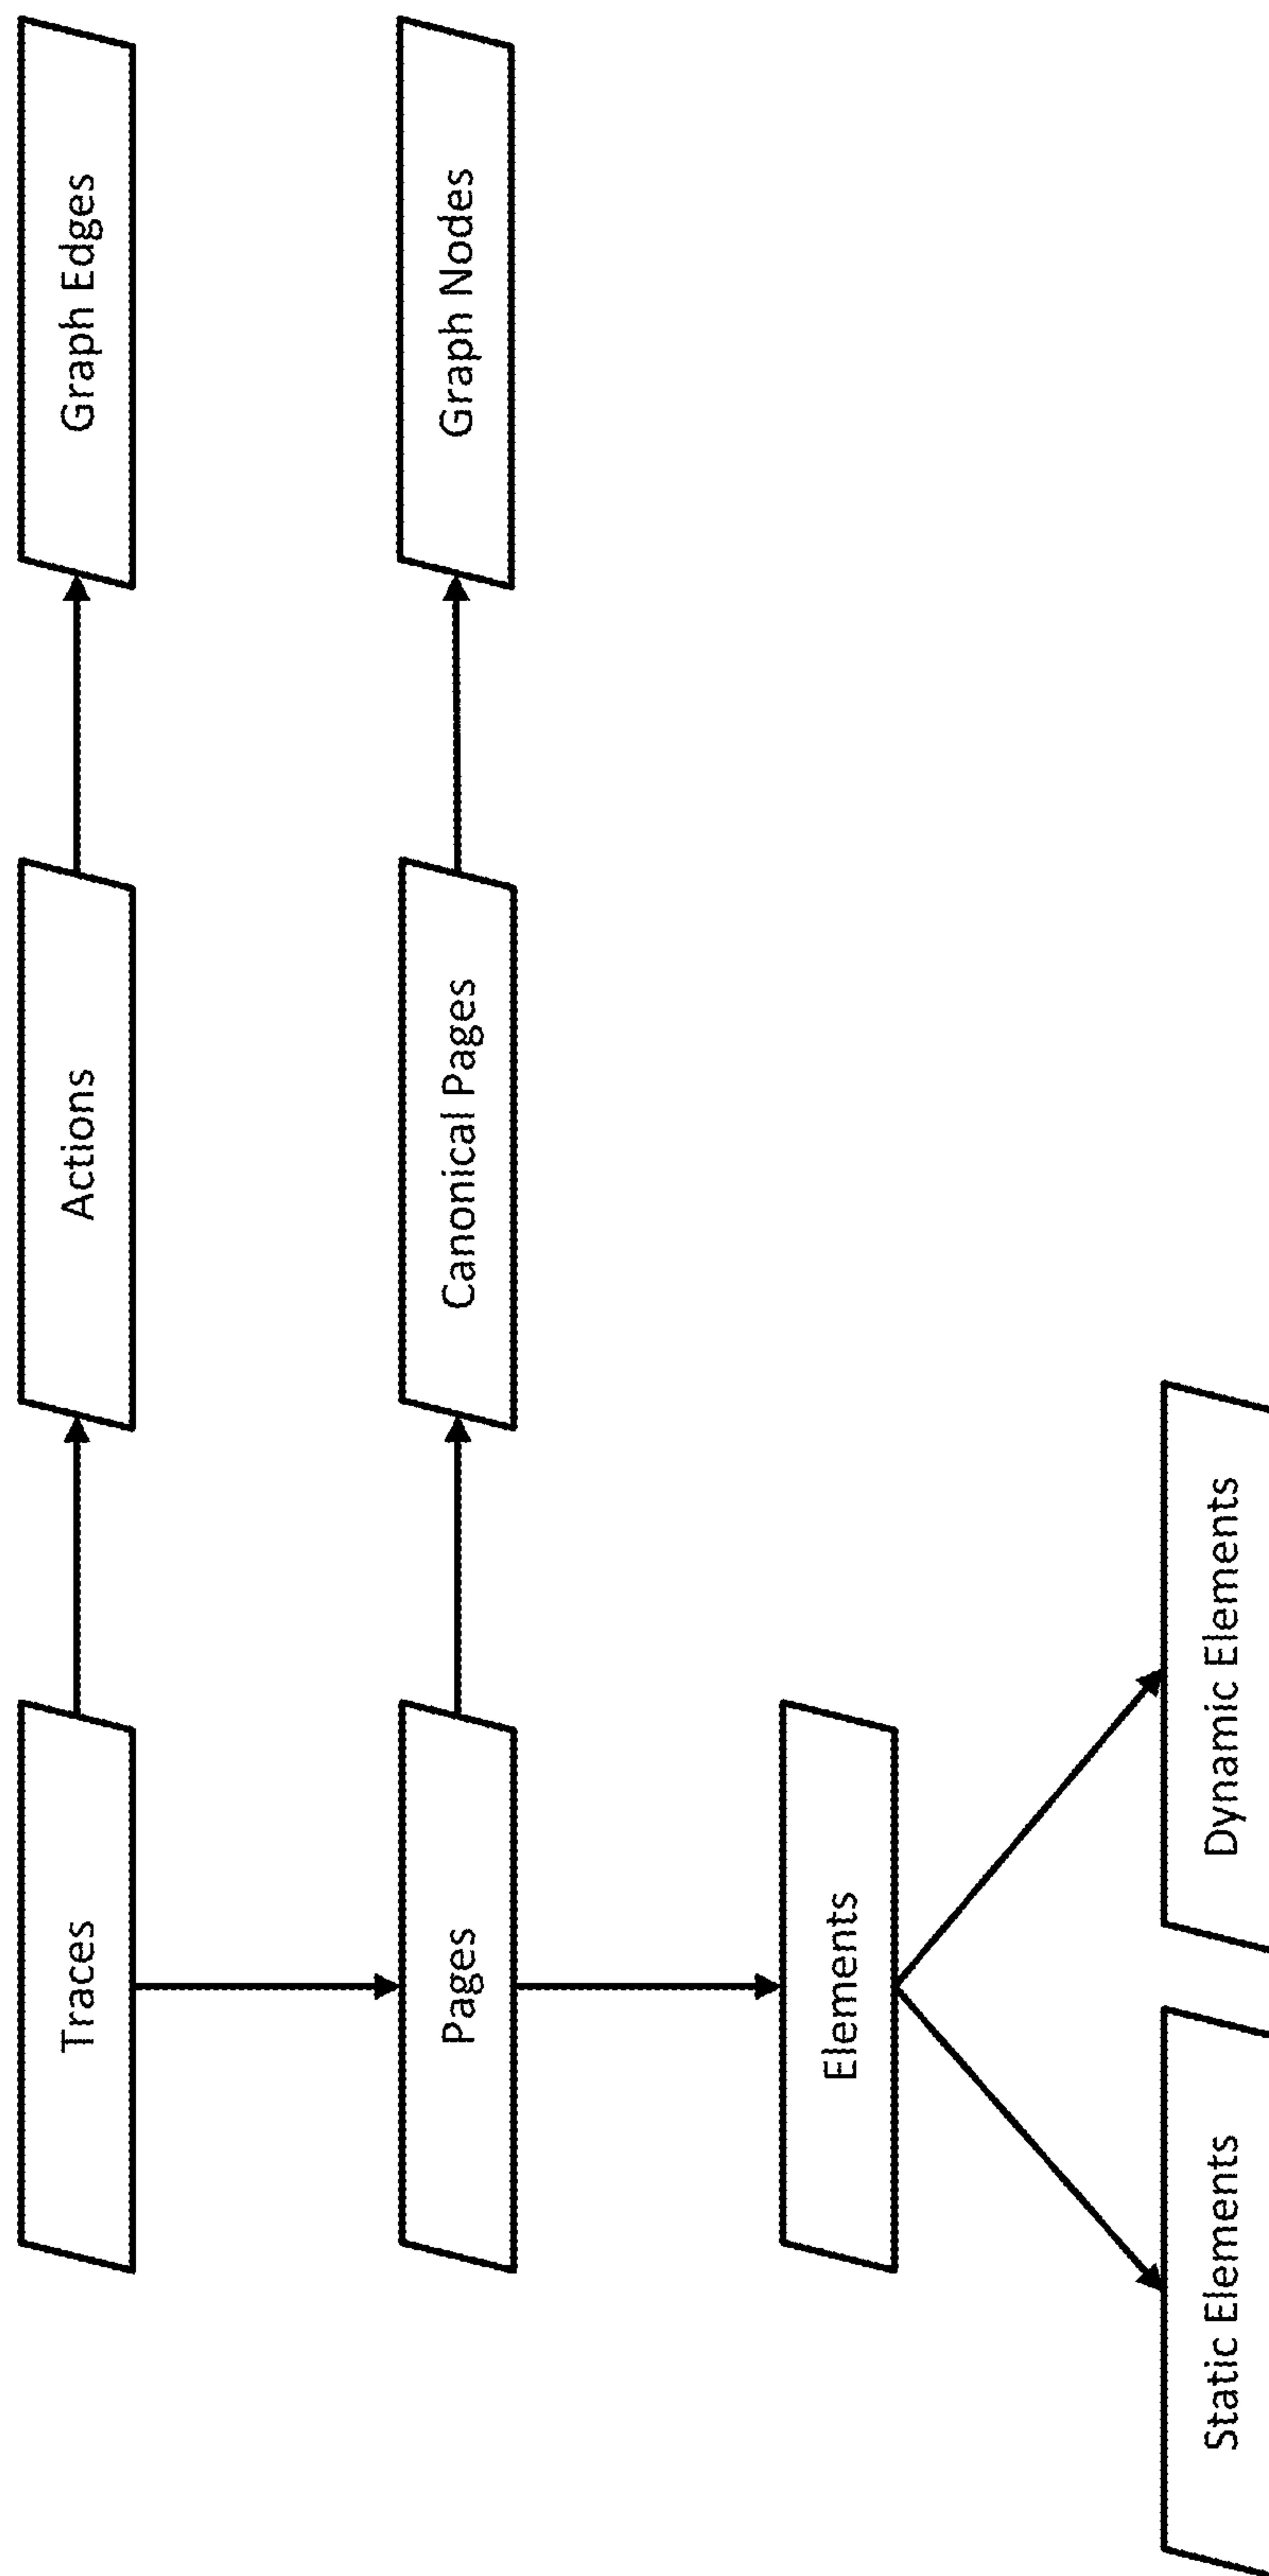 Traces
Actions
Graph Edges
Pages
Canonical Pages
Graph Nodes
Elements
Static Elements
Dynamic Elements